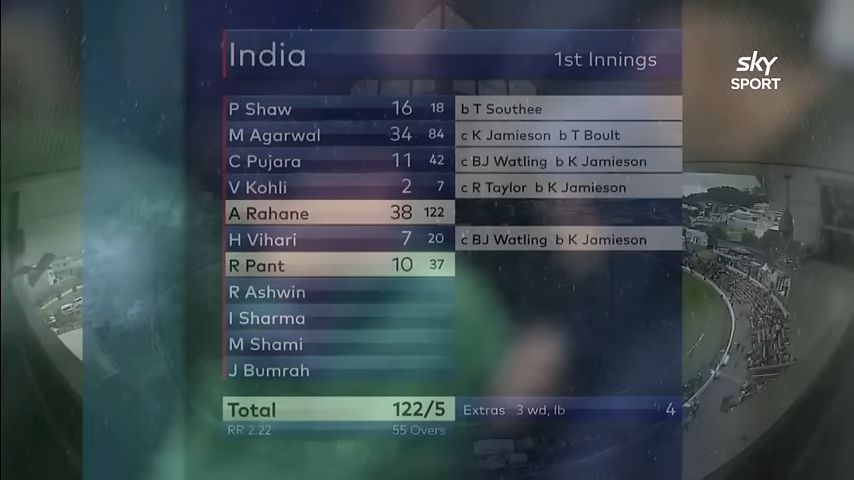 India 1st Innings
sky
SPORT
P Shaw 16 18 b T Southee
M Agarwal 34 84 c K Jamieson b T Boult
C Pujara 11 42 c BJ Watling b K Jamieson
V Kohli 2 7 c R Taylor b K Jamieson
A Rahane 38 122
H Vihari 7 20 c BJ Watling b K Jamieson
R Pant 10 37
R Ashwin
I Sharma
M Shami
J Bumrah
Total 122/5 Extras 3 wd, lb 4
RR 2.22 55 Overs